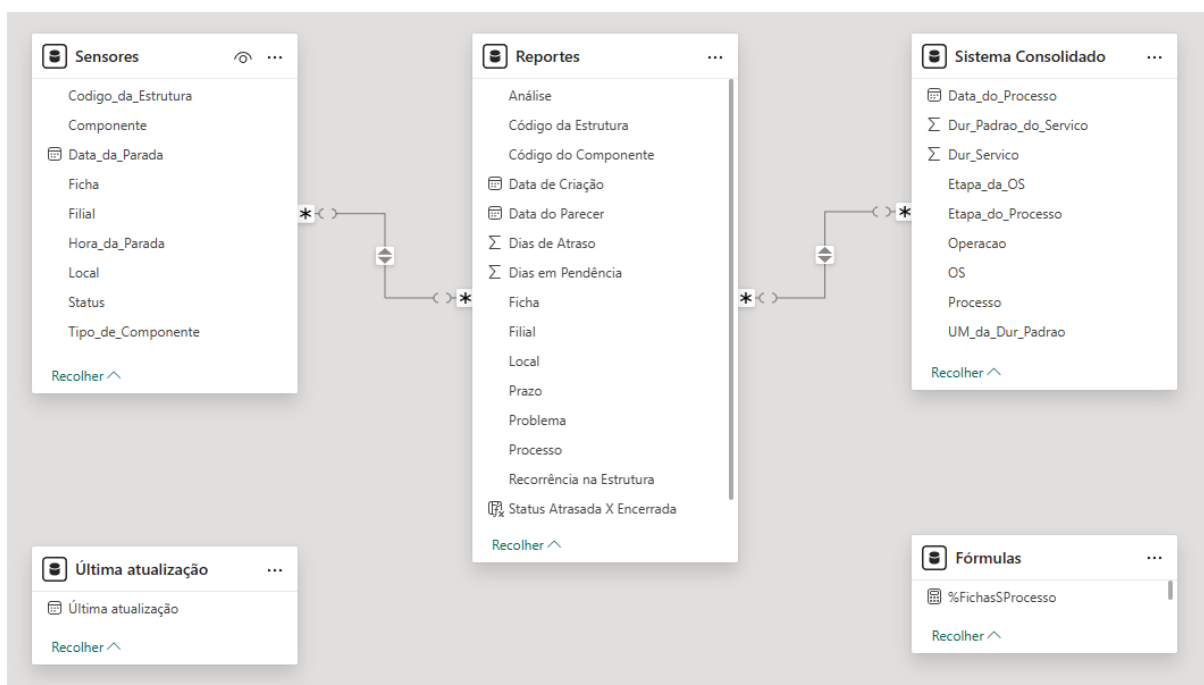 Sensores
Codigo_da_Estrutura
Componente
Data_da_Parada
Ficha
Filial
Hora_da_Parada
Local
Status
Tipo_de_Componente
Recolher
Reportes
Análise
Código da Estrutura
Código do Componente
Data de Criação
Data do Parecer
Dias de Atraso
Dias em Pendência
Ficha
Filial
Local
Prazo
Problema
Processo
Recorrência na Estrutura
Status Atrasada X Encerrada
Recolher
Sistema Consolidado
Data_do_Processo
Dur_Padrao_do_Servico
Dur_Servico
Etapa_da_OS
Etapa_do_Processo
Operacao
OS
Processo
UM_da_Dur_Padrao
Recolher
Última atualização
Última atualização
Recolher
Fórmulas
%FichasSProcesso
Recolher